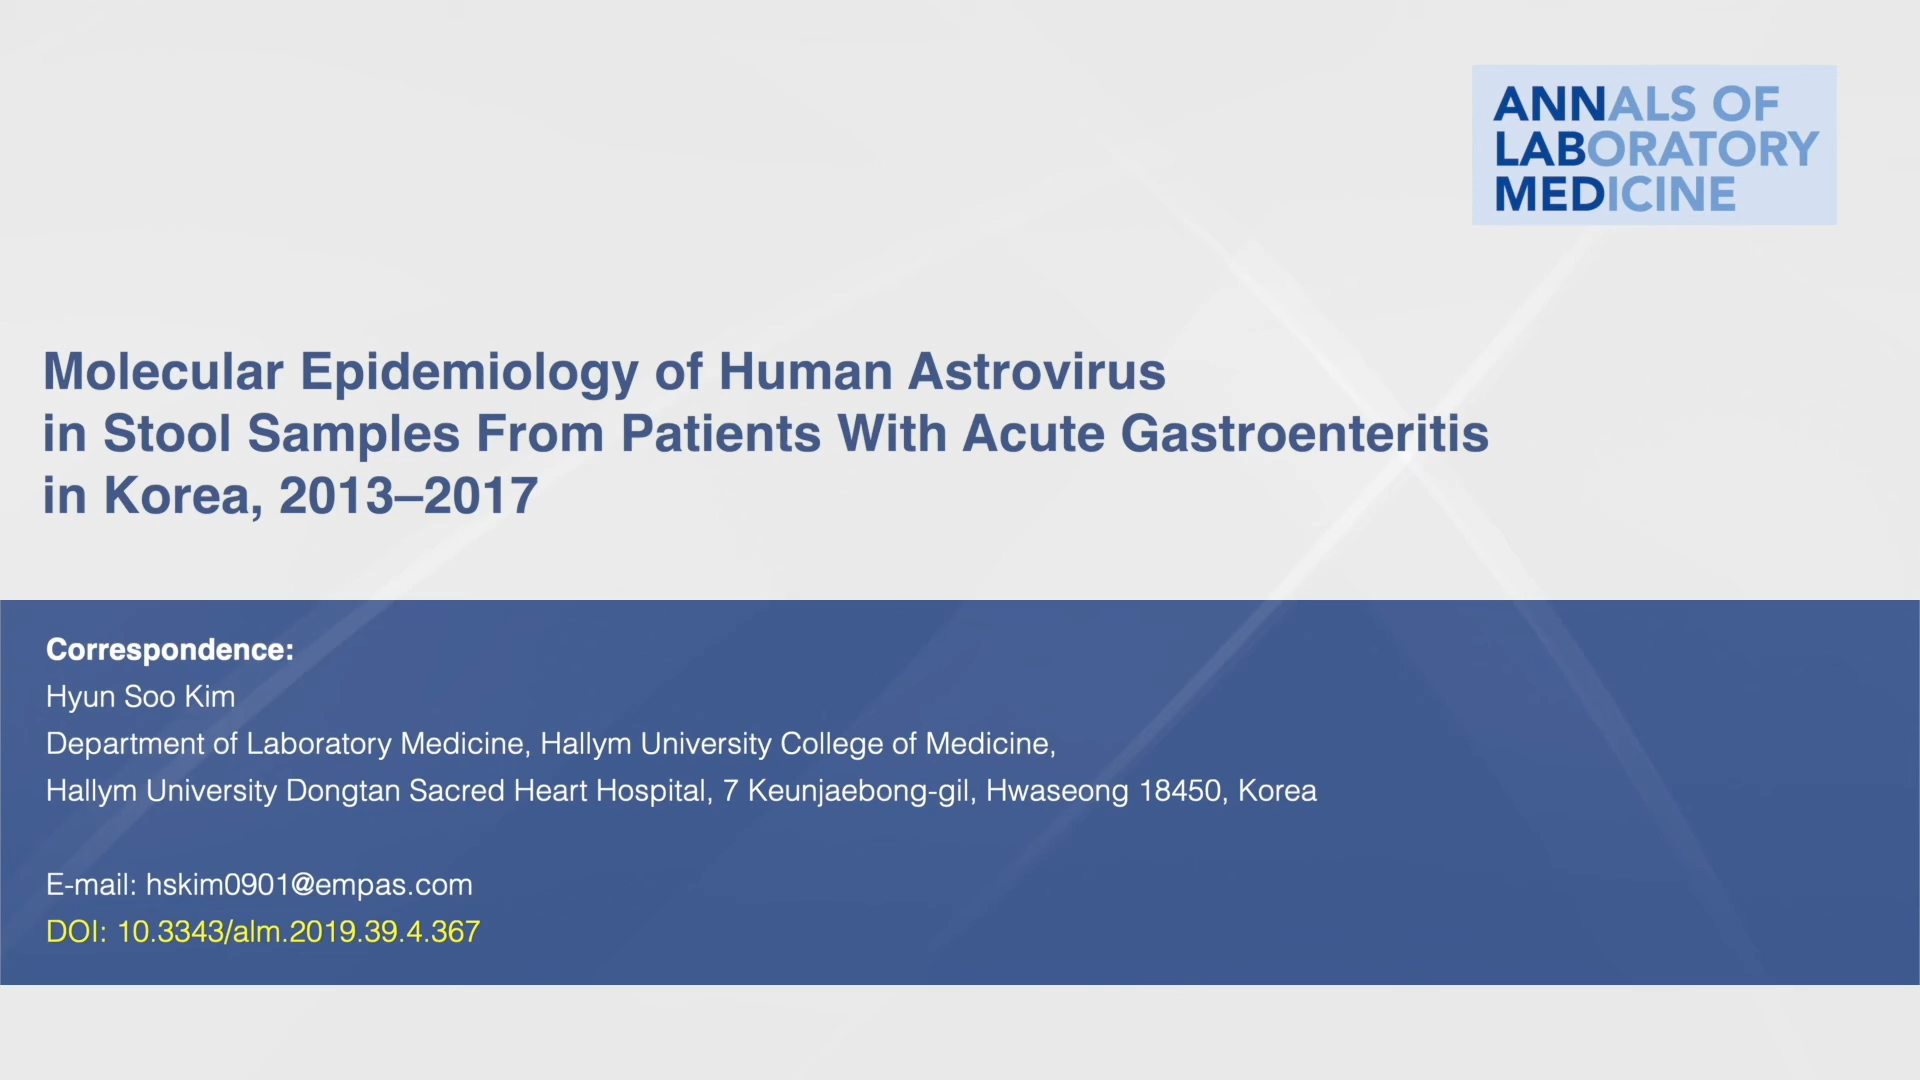 ANNALS OF
LABORATORY
MEDICINE
Molecular Epidemiology of Human Astrovirus
in Stool Samples From Patients With Acute Gastroenteritis
in Korea, 2013–2017
Correspondence:
Hyun Soo Kim
Department of Laboratory Medicine, Hallym University College of Medicine,
Hallym University Dongtan Sacred Heart Hospital, 7 Keunjaebong-gil, Hwaseong 18450, Korea
E-mail: hskim0901@empas.com
DOI: 10.3343/alm.2019.39.4.367